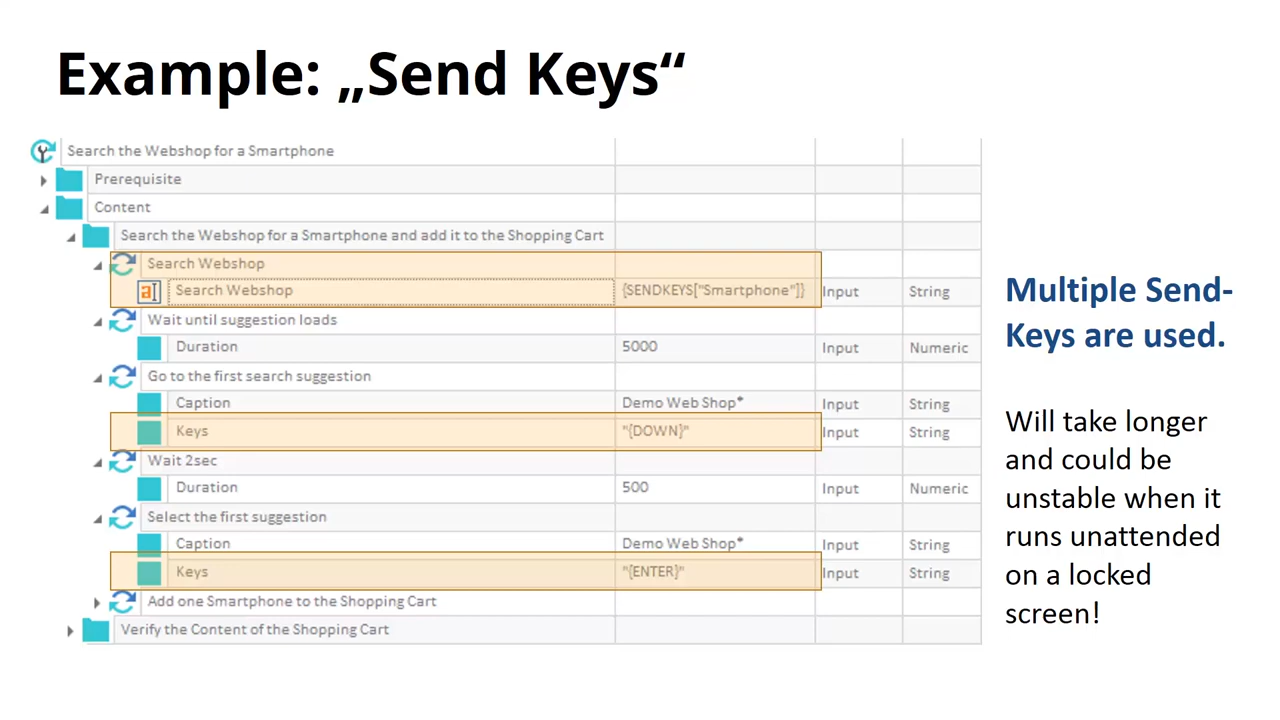 Example: „Send Keys“
Search the Webshop for a Smartphone
Prerequisite
Content
Search the Webshop for a Smartphone and add it to the Shopping Cart
Search Webshop
Search Webshop {SENDKEYS["Smartphone"]} Input String
Wait until suggestion loads
Duration 5000 Input Numeric
Go to the first search suggestion
Caption Demo Web Shop* Input String
Keys "{DOWN}" Input String
Wait 2sec
Duration 500 Input Numeric
Select the first suggestion
Caption Demo Web Shop* Input String
Keys "{ENTER}" Input String
Add one Smartphone to the Shopping Cart
Verify the Content of the Shopping Cart
Multiple Send-
Keys are used.
Will take longer
and could be
unstable when it
runs unattended
on a locked
screen!